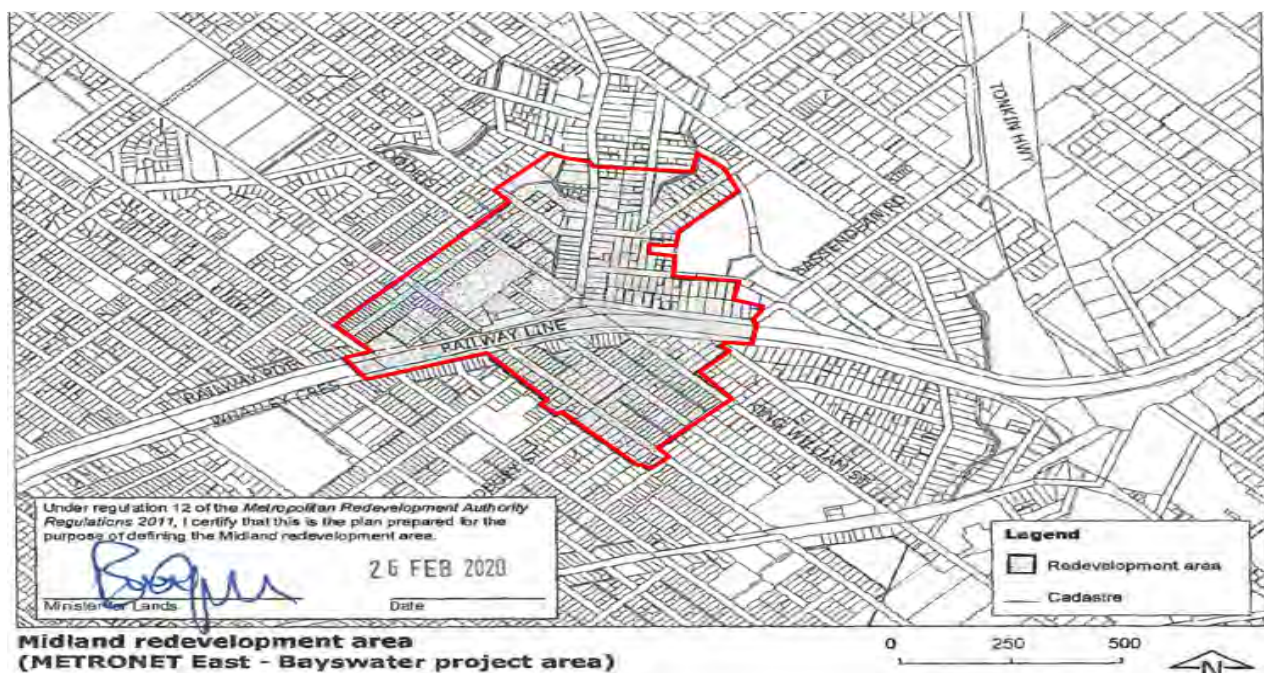 TONKIN HWY
COODE ST
BASSENDEAN RD
RAILWAY LINE
RAILWAY PDE
WHATLEY CRES
KING WILLIAM ST
Under regulation 12 of the Metropolitan Redevelopment Authority
Regulations 2011, I certify that this is the plan prepared for the
purpose of defining the Midland redevelopment area.
26 FEB 2020
Minister for Lands
Date
Legend
Redevelopment area
Cadastre
Midland redevelopment area
(METRONET East - Bayswater project area)
0 250 500
N